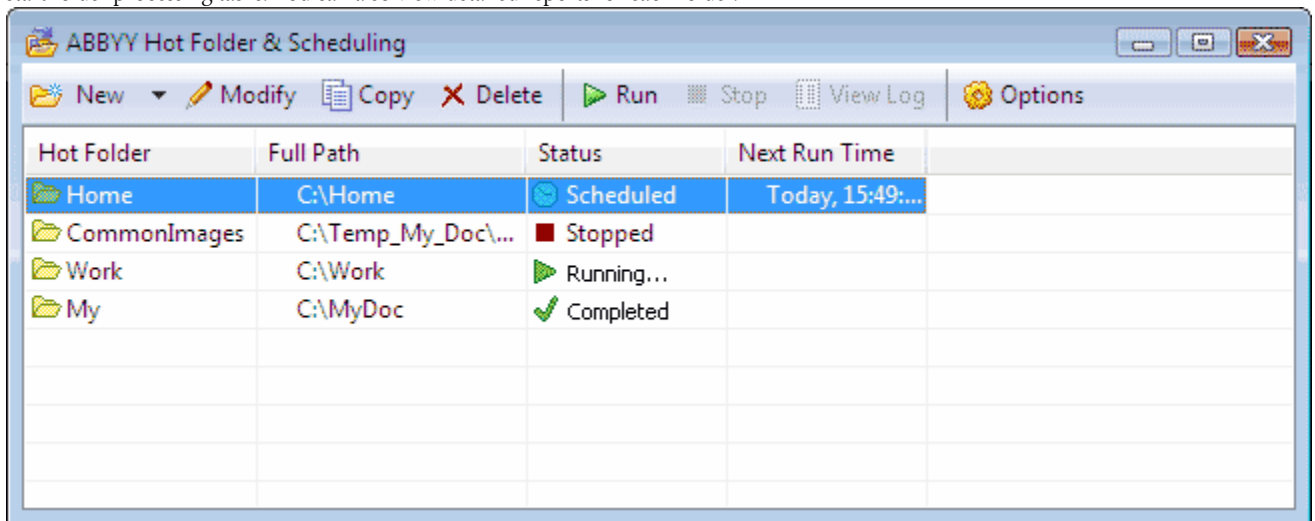 ABBYY Hot Folder & Scheduling
New Modify Copy Delete Run Stop View Log Options
Hot Folder Full Path Status Next Run Time
Home C:\Home Scheduled Today, 15:49:...
CommonImages C:\Temp_My_Doc\... Stopped
Work C:\Work Running...
My C:\MyDoc Completed